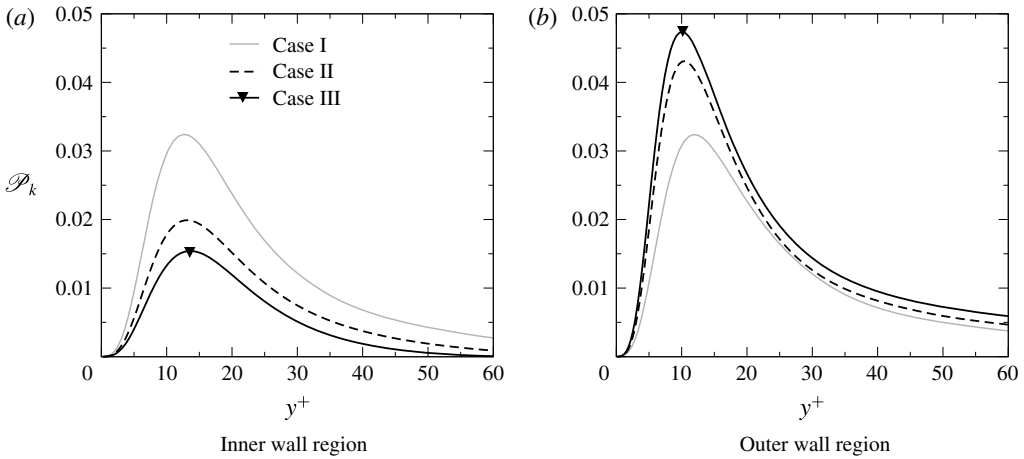 (a)
0.05
0.04
0.03
0.02
0.01
𝒫k
Case I
Case II
Case III
0 10 20 30 40 50 60
y+
Inner wall region
(b)
0.05
0.04
0.03
0.02
0.01
0 10 20 30 40 50 60
y+
Outer wall region